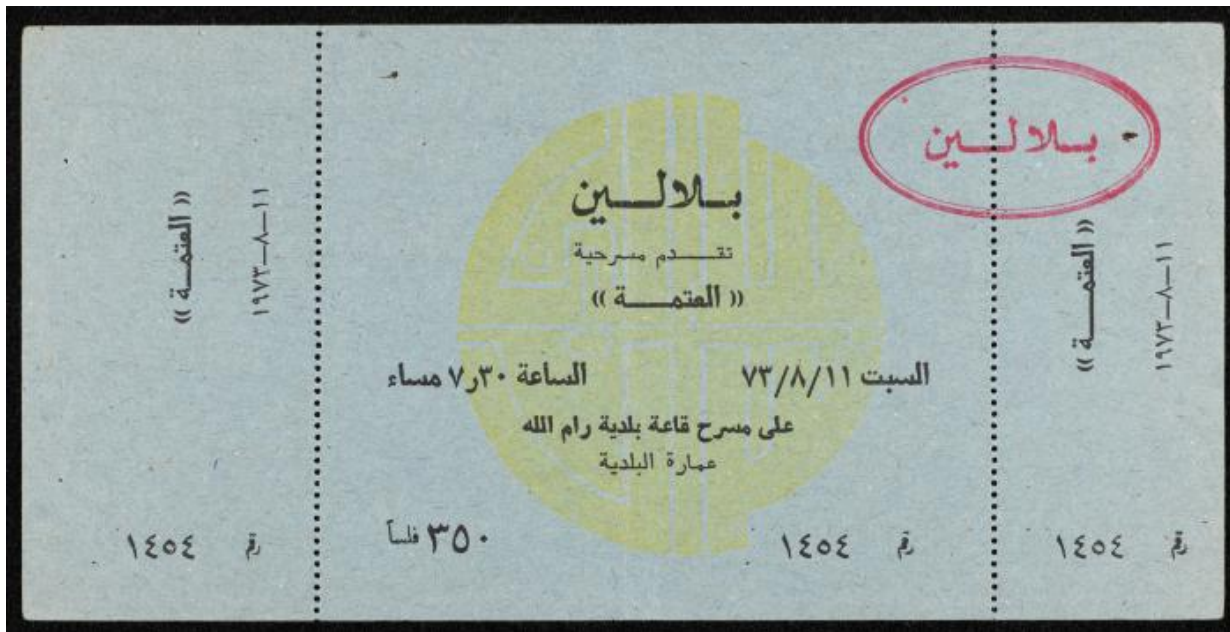 بلالين
« العتمة »
١١–٨–١٩٧٣
رقم ١٤٥٤
بلالين
تقدم مسرحية
« العتمة »
السبت ٧٣/٨/١١ الساعة ٧٫٣٠ مساء
على مسرح قاعة بلدية رام الله
عمارة البلدية
رقم ١٤٥٤ ٣٥٠ فلساً
١١–٨–١٩٧٣
« العتمة »
رقم ١٤٥٤